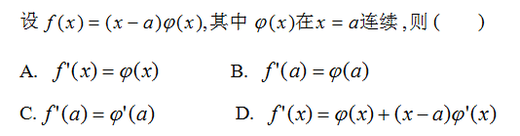 设 f(x) = (x − a)φ(x),其中 φ(x)在x = a连续,则 (      )
A.  f'(x) = φ(x)        B.  f'(a) = φ(a)
C. f'(a) = φ'(a)        D.  f'(x) = φ(x) + (x − a)φ'(x)